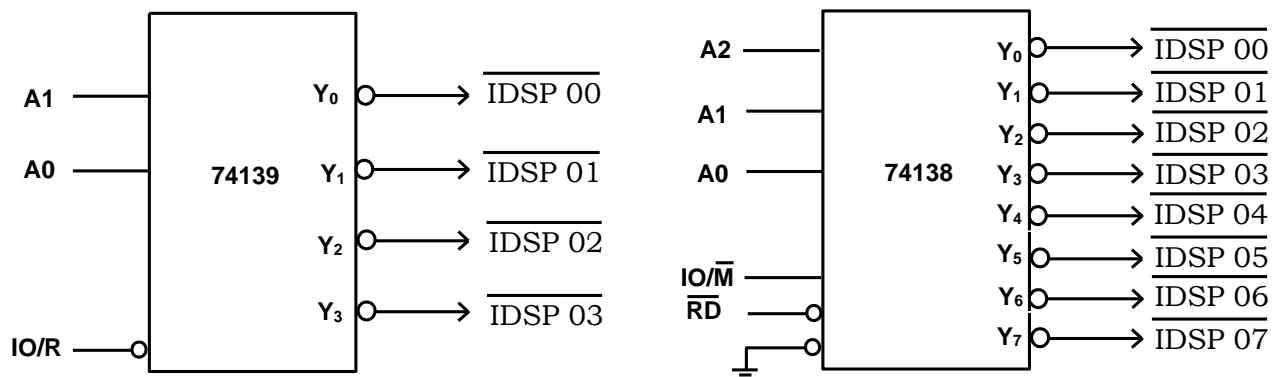 A1
A0
IO/R
74139
Y0
Y1
Y2
Y3
IDSP 00
IDSP 01
IDSP 02
IDSP 03
A2
A1
A0
IO/M̅
R̅D̅
74138
Y0
Y1
Y2
Y3
Y4
Y5
Y6
Y7
IDSP 00
IDSP 01
IDSP 02
IDSP 03
IDSP 04
IDSP 05
IDSP 06
IDSP 07